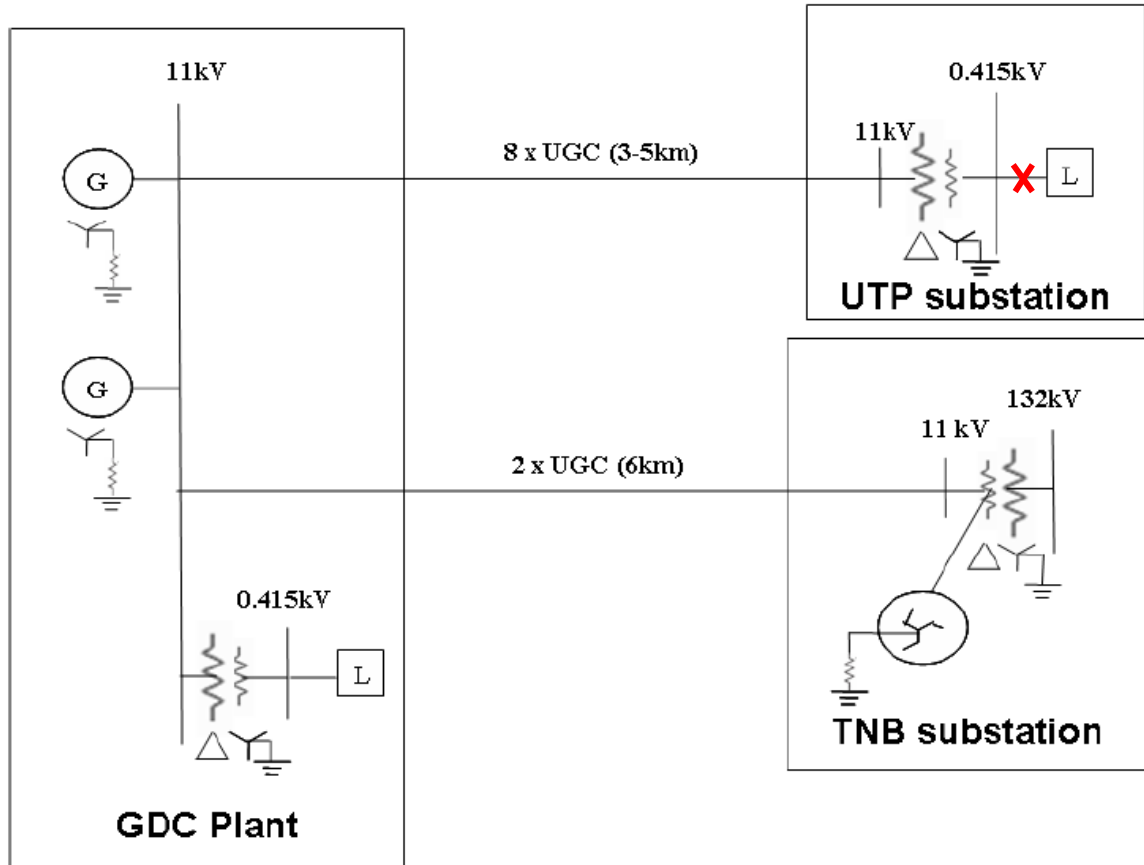 11kV
0.415kV
11kV
8 x UGC (3-5km)
G
L
UTP substation
G
132kV
11 kV
2 x UGC (6km)
0.415kV
L
TNB substation
GDC Plant